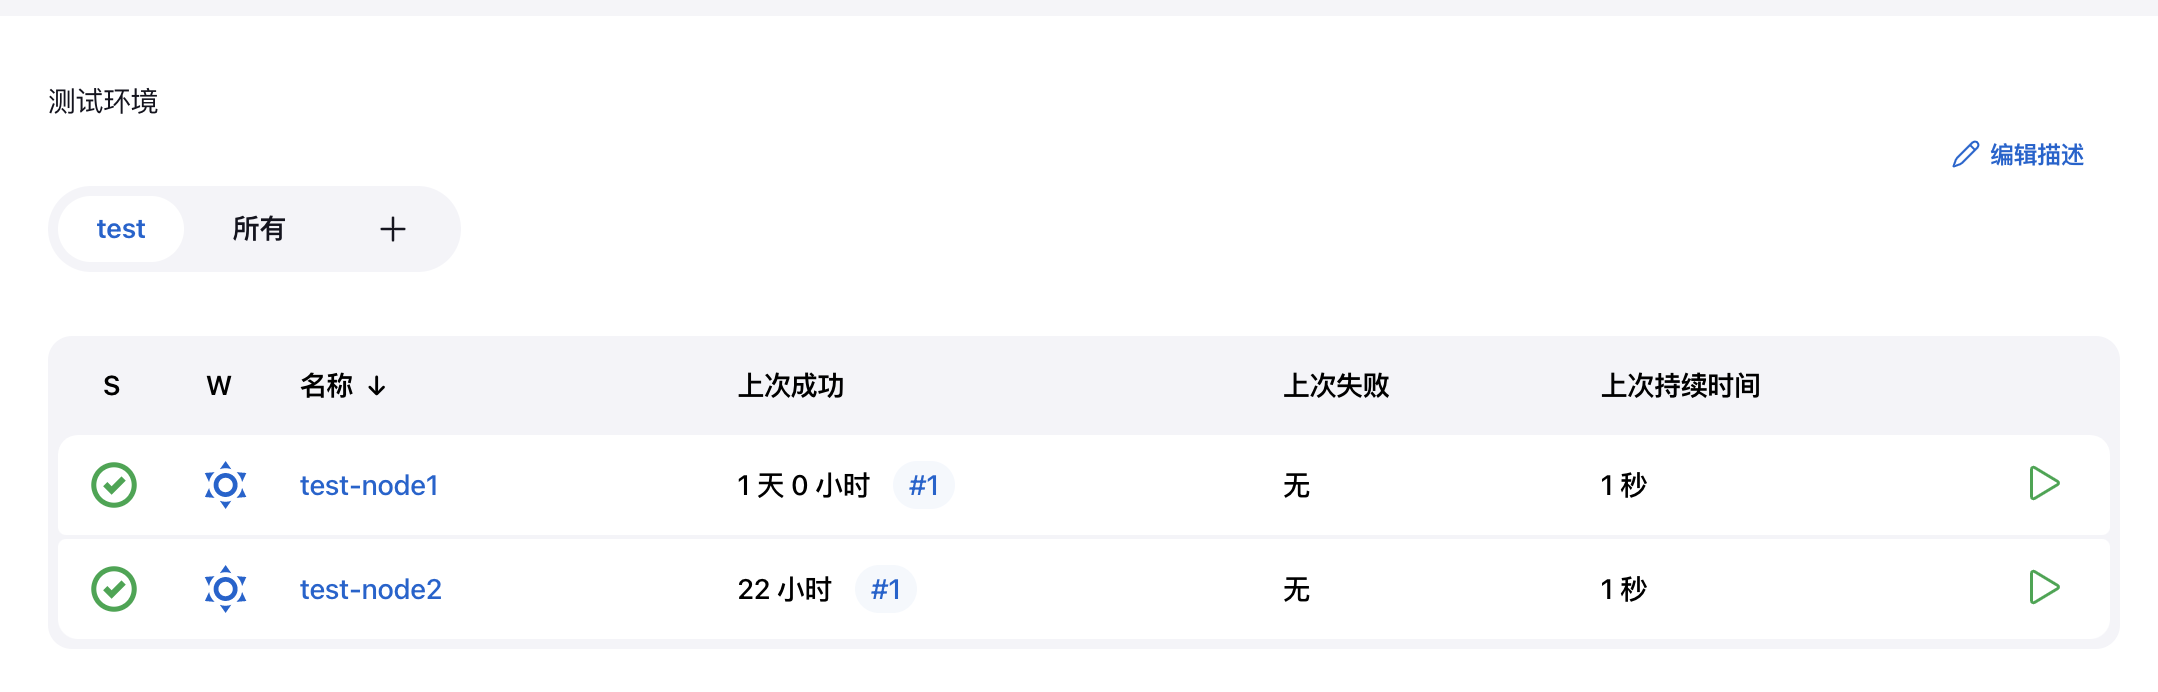 测试环境
编辑描述
test 所有 +
S W 名称 ↓ 上次成功 上次失败 上次持续时间
test-node1 1 天 0 小时 #1 无 1 秒
test-node2 22 小时 #1 无 1 秒